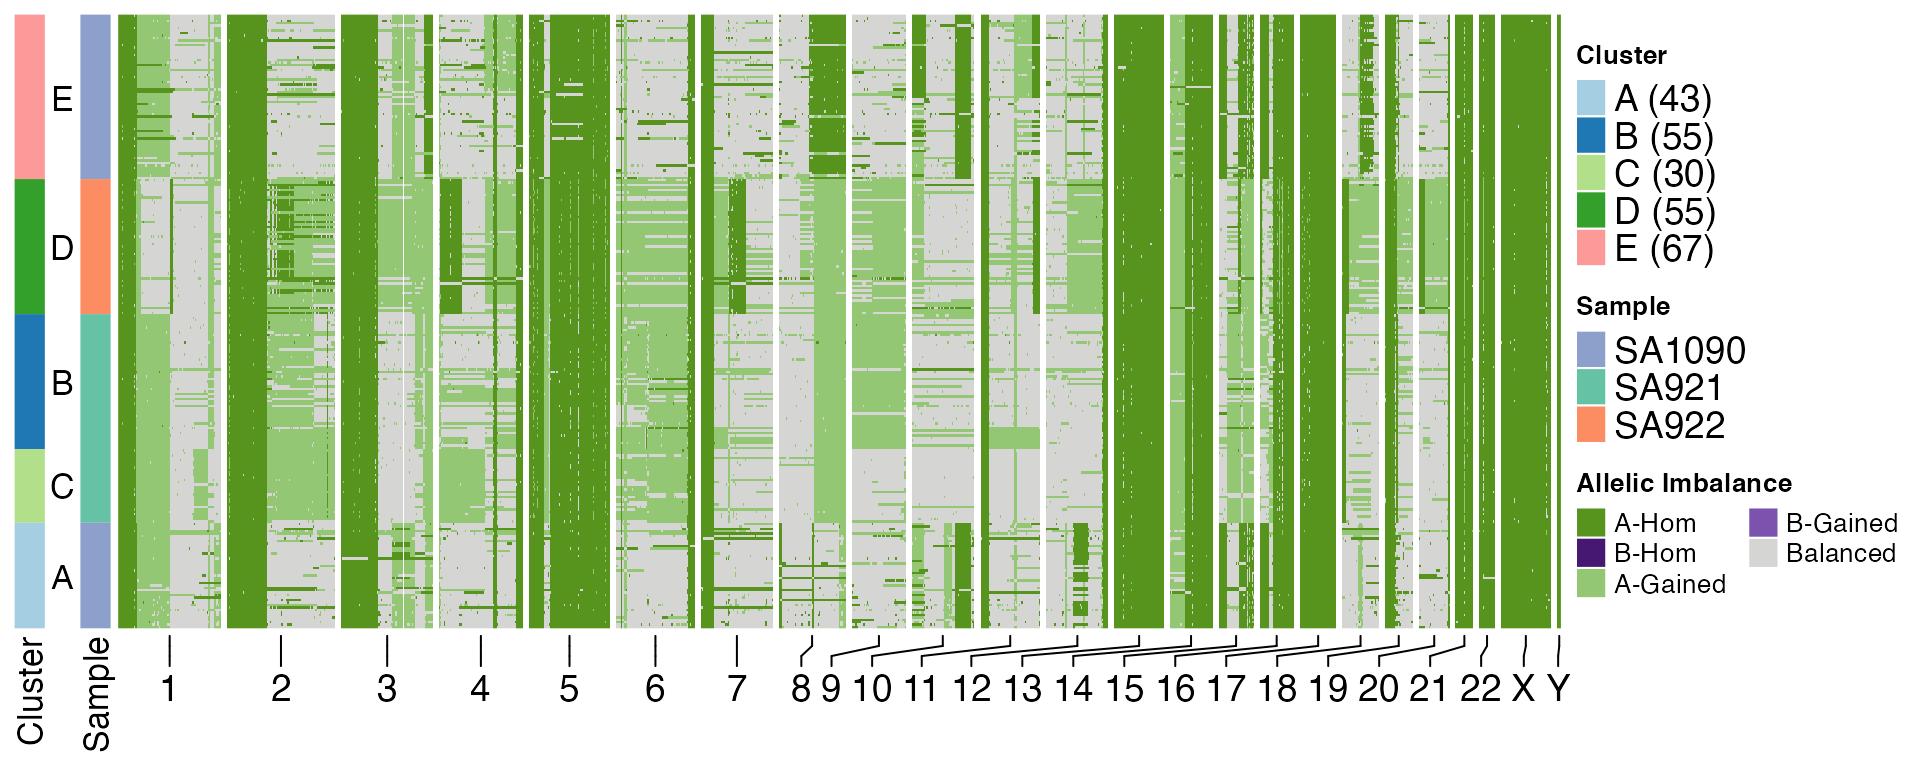 E
D
B
C
A
Cluster
Sample
1 2 3 4 5 6 7 8 9 10 11 12 13 14 15 16 17 18 19 20 21 22 X Y
Cluster
A (43)
B (55)
C (30)
D (55)
E (67)
Sample
SA1090
SA921
SA922
Allelic Imbalance
A-Hom
B-Hom
A-Gained
B-Gained
Balanced